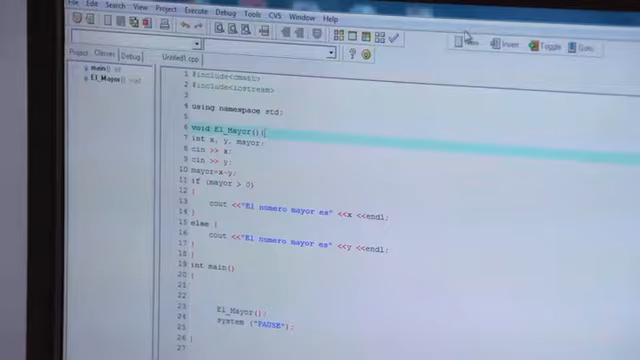 File Edit Search View Project Execute Debug Tools CVS Window Help
New Insert Toggle Goto
Project Classes Debug Untitled1.cpp
main() int
El_Mayor() void
1 #include<cmath>
2 #include<iostream>
3
4 using namespace std;
5
6 void El_Mayor(){
7 int x, y, mayor;
8 cin >> x;
9 cin >> y;
10 mayor=x-y;
11 if (mayor > 0)
12 {
13 cout <<"El numero mayor es" <<x <<endl;
14 }
15 else {
16 cout <<"El numero mayor es" <<y <<endl;
17 }
18 }
19 int main()
20 {
21
22
23 El_Mayor();
24 system ("PAUSE");
25
26 }
27